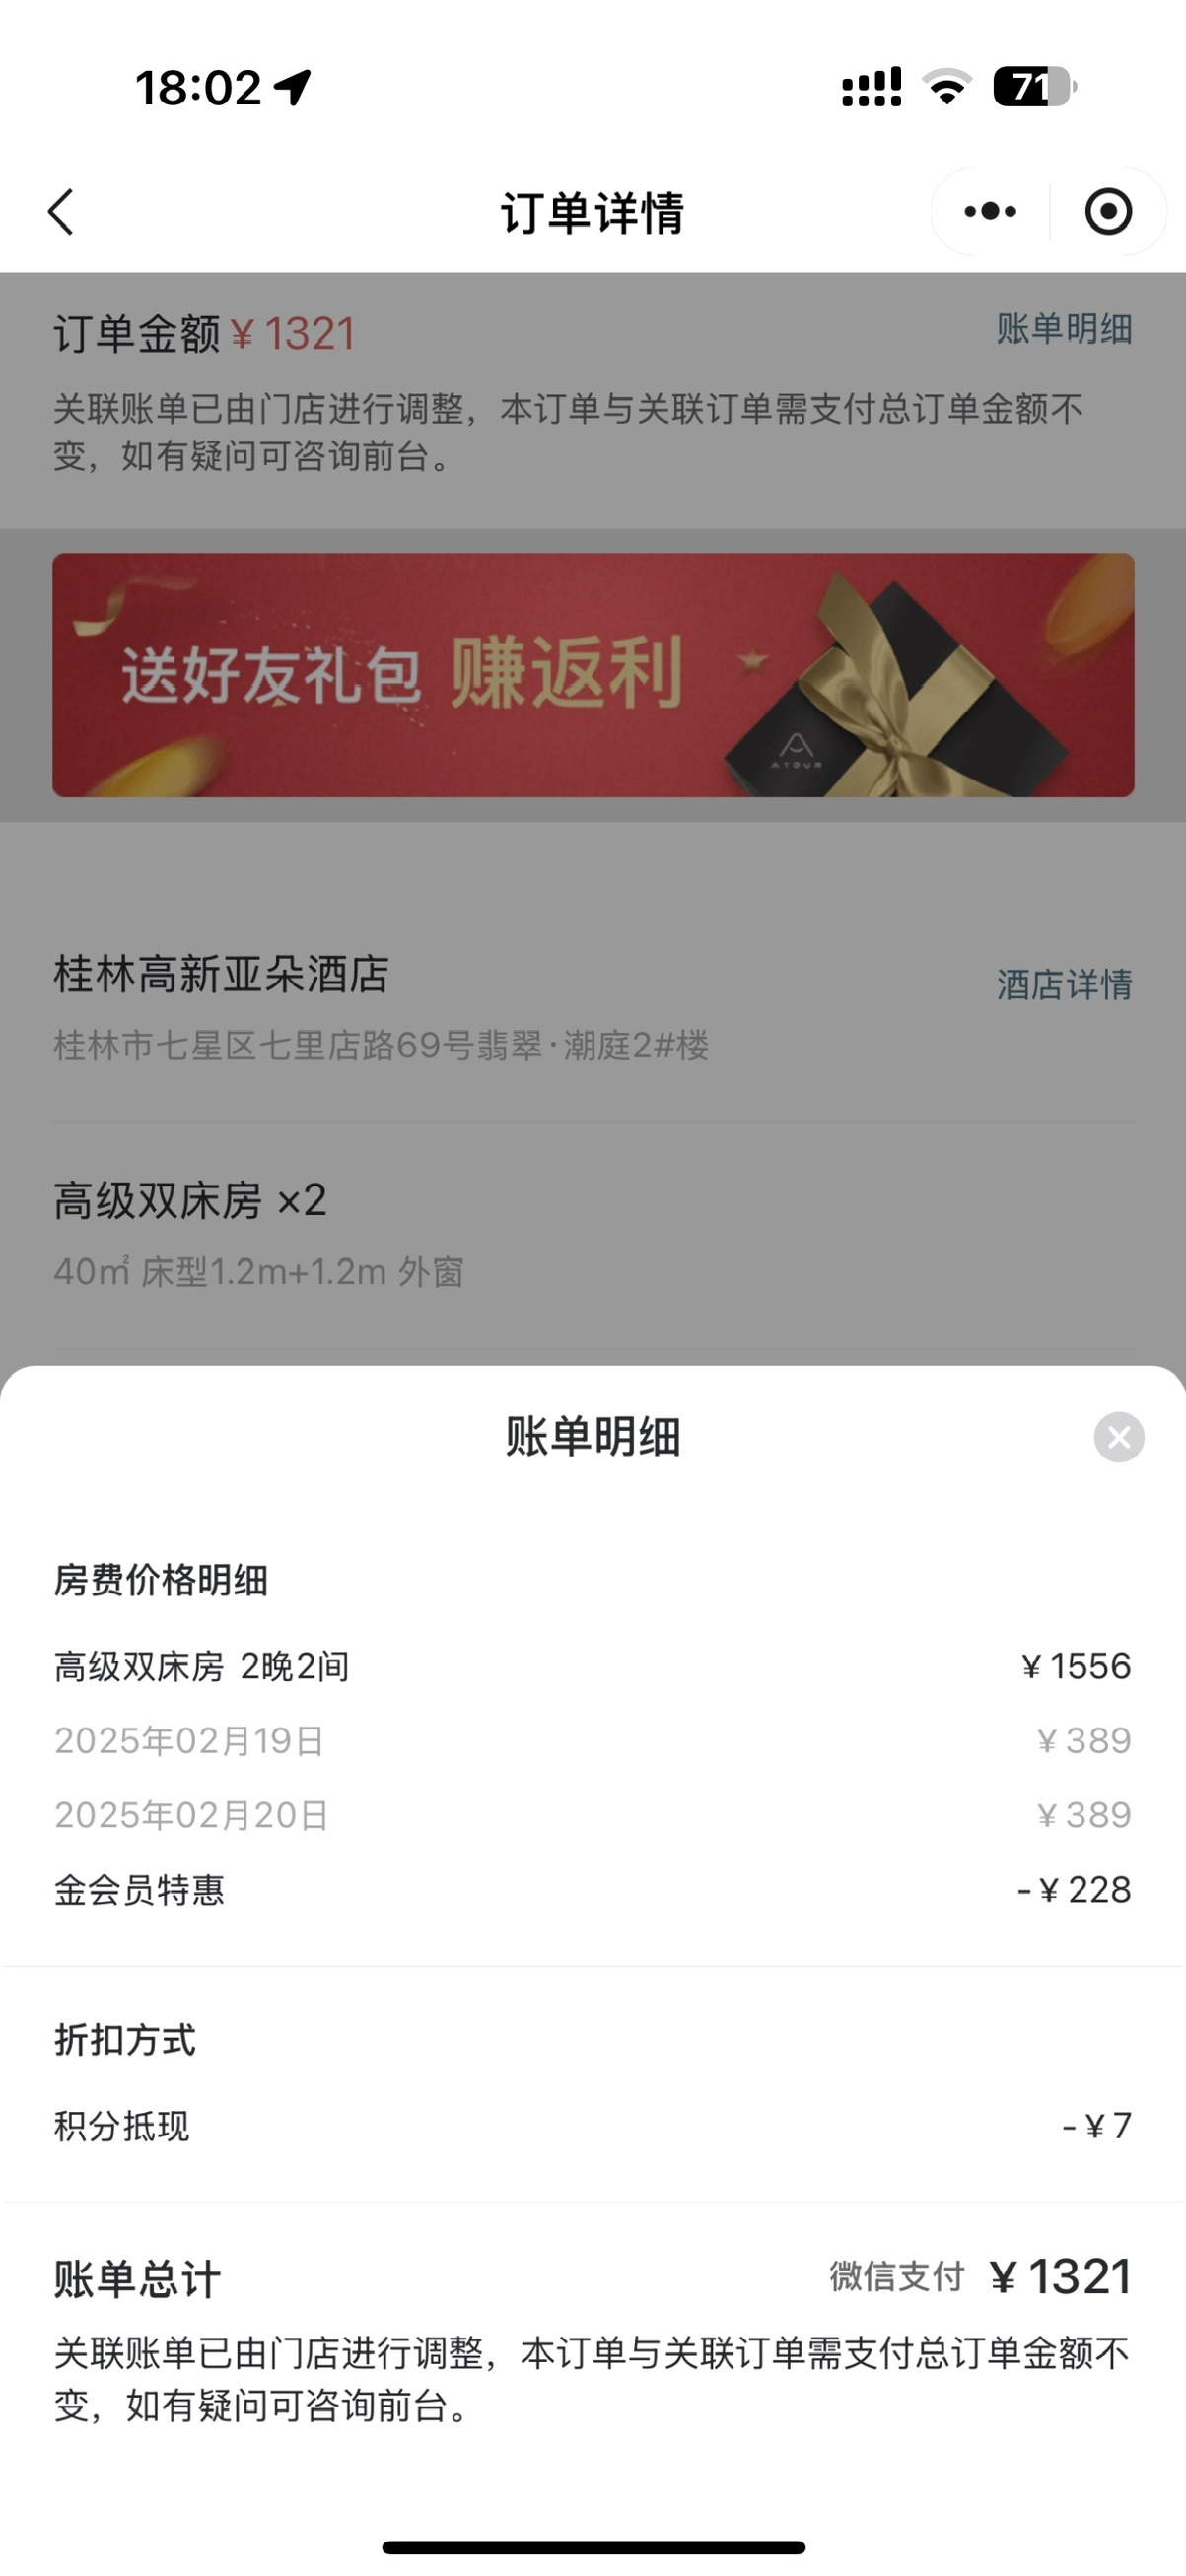 18:02
71
订单详情
订单金额 ¥ 1321
账单明细
关联账单已由门店进行调整，本订单与关联订单需支付总订单金额不
变，如有疑问可咨询前台。
送好友礼包 赚返利
ATOUR
桂林高新亚朵酒店
酒店详情
桂林市七星区七里店路69号翡翠·潮庭2#楼
高级双床房 ×2
40㎡ 床型1.2m+1.2m 外窗
账单明细
房费价格明细
高级双床房 2晚2间 ¥ 1556
2025年02月19日 ¥ 389
2025年02月20日 ¥ 389
金会员特惠 -¥ 228
折扣方式
积分抵现 -¥ 7
账单总计 微信支付 ¥ 1321
关联账单已由门店进行调整，本订单与关联订单需支付总订单金额不
变，如有疑问可咨询前台。